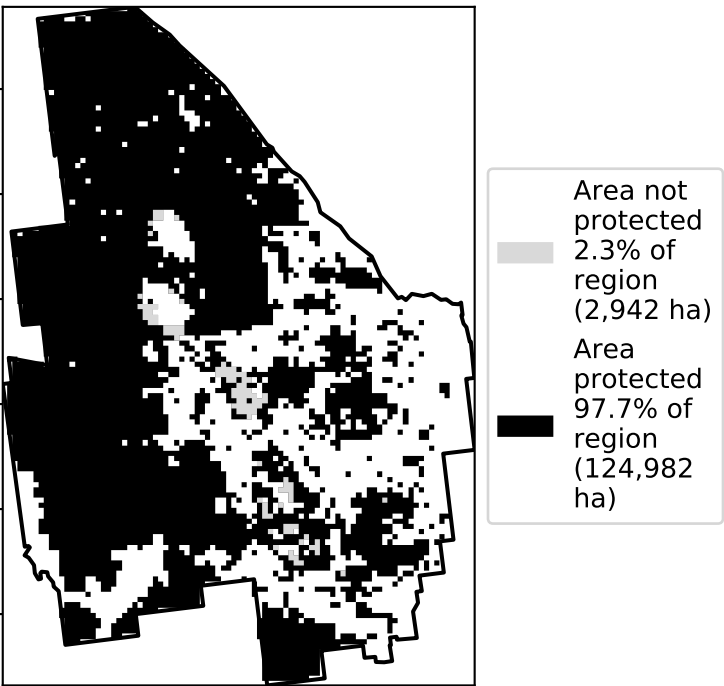 Area not
protected
2.3% of
region
(2,942 ha)
Area
protected
97.7% of
region
(124,982
ha)